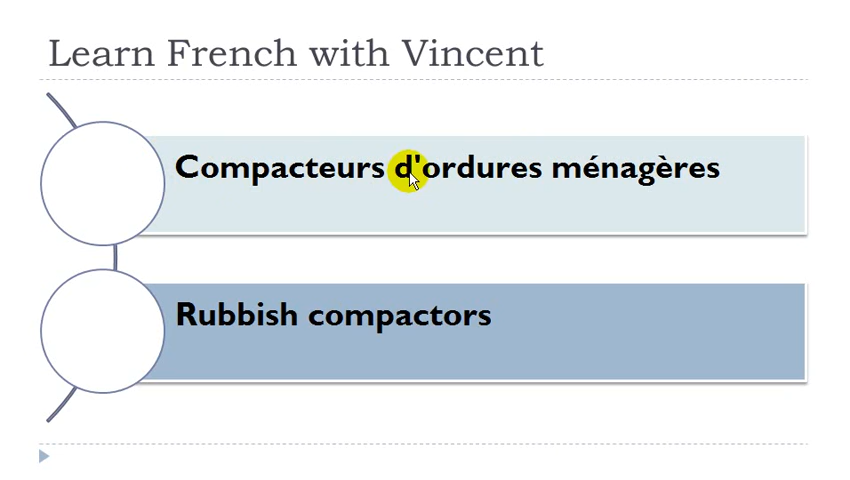 Learn French with Vincent
Compacteurs d'ordures ménagères
Rubbish compactors